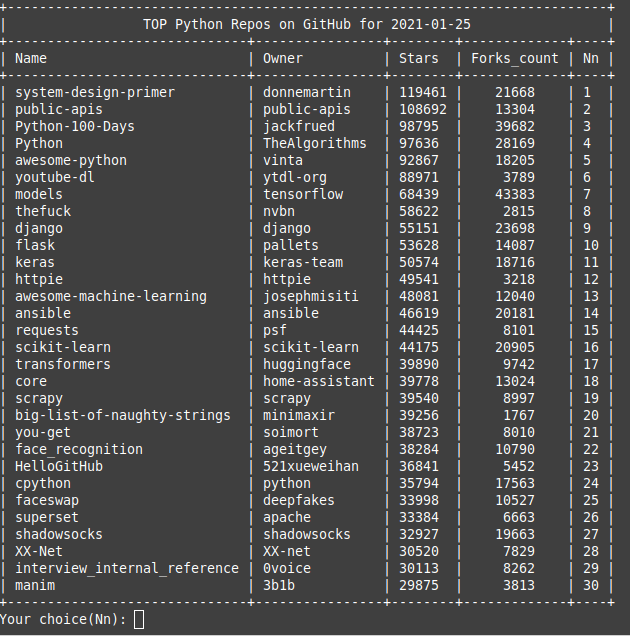 TOP Python Repos on GitHub for 2021-01-25
Name | Owner | Stars | Forks_count | Nn
system-design-primer | donnemartin | 119461 | 21668 | 1
public-apis | public-apis | 108692 | 13304 | 2
Python-100-Days | jackfrued | 98795 | 39682 | 3
Python | TheAlgorithms | 97636 | 28169 | 4
awesome-python | vinta | 92867 | 18205 | 5
youtube-dl | ytdl-org | 88971 | 3789 | 6
models | tensorflow | 68439 | 43383 | 7
thefuck | nvbn | 58622 | 2815 | 8
django | django | 55151 | 23698 | 9
flask | pallets | 53628 | 14087 | 10
keras | keras-team | 50574 | 18716 | 11
httpie | httpie | 49541 | 3218 | 12
awesome-machine-learning | josephmisiti | 48081 | 12040 | 13
ansible | ansible | 46619 | 20181 | 14
requests | psf | 44425 | 8101 | 15
scikit-learn | scikit-learn | 44175 | 20905 | 16
transformers | huggingface | 39890 | 9742 | 17
core | home-assistant | 39778 | 13024 | 18
scrapy | scrapy | 39540 | 8997 | 19
big-list-of-naughty-strings | minimaxir | 39256 | 1767 | 20
you-get | soimort | 38723 | 8010 | 21
face_recognition | ageitgey | 38284 | 10790 | 22
HelloGitHub | 521xueweihan | 36841 | 5452 | 23
cpython | python | 35794 | 17563 | 24
faceswap | deepfakes | 33998 | 10527 | 25
superset | apache | 33384 | 6663 | 26
shadowsocks | shadowsocks | 32927 | 19663 | 27
XX-Net | XX-net | 30520 | 7829 | 28
interview_internal_reference | 0voice | 30113 | 8262 | 29
manim | 3b1b | 29875 | 3813 | 30
Your choice(Nn):